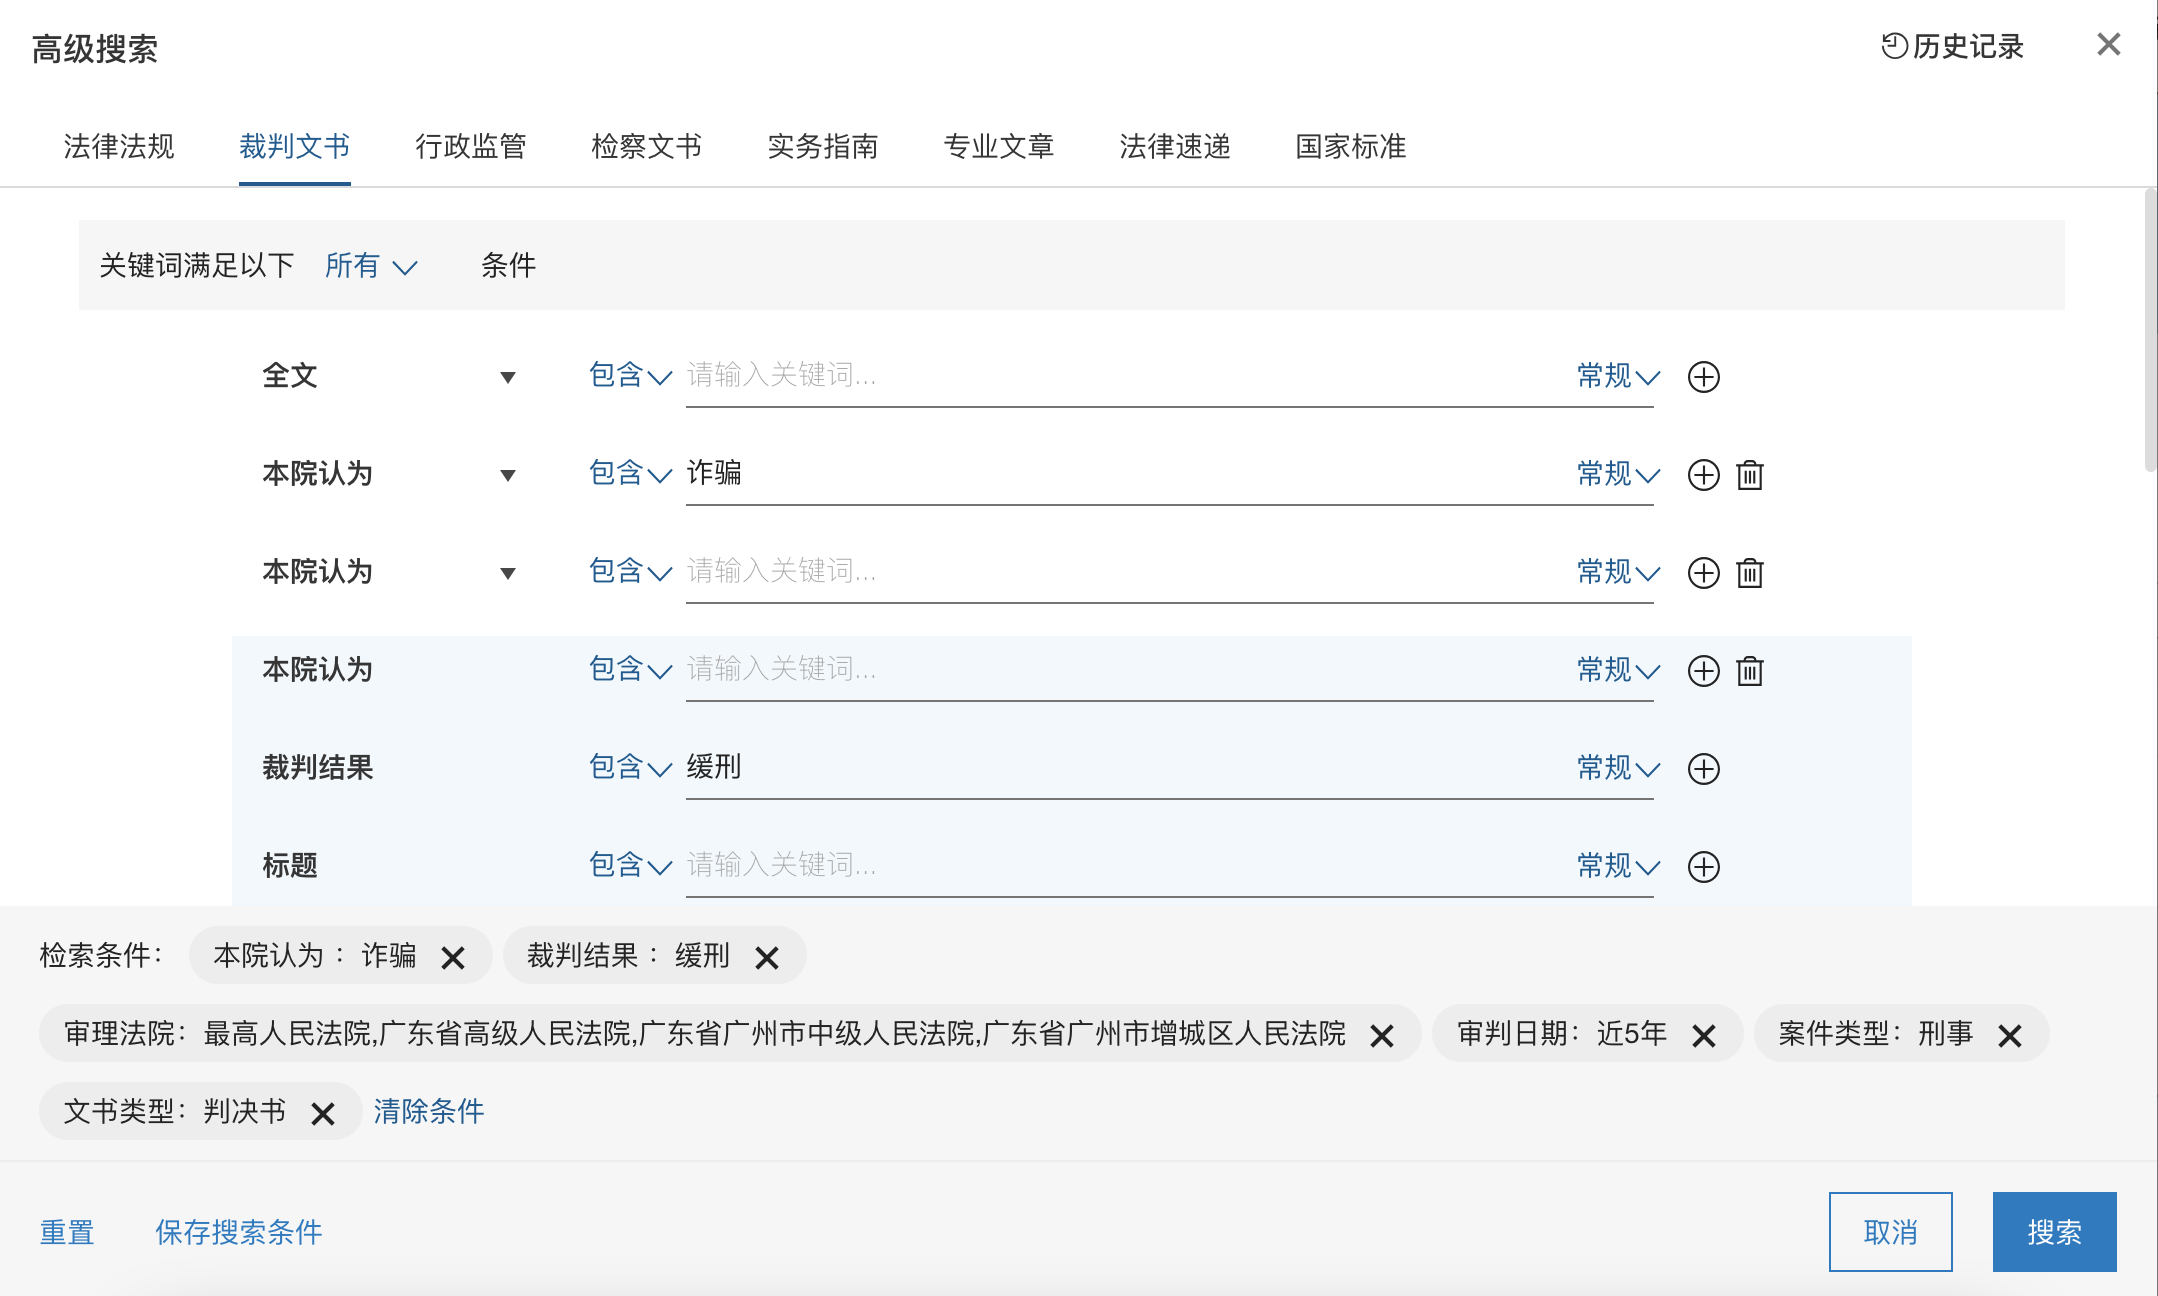 高级搜索 历史记录
法律法规 裁判文书 行政监管 检察文书 实务指南 专业文章 法律速递 国家标准
关键词满足以下 所有 条件
全文 包含 请输入关键词... 常规
本院认为 包含 诈骗 常规
本院认为 包含 请输入关键词... 常规
本院认为 包含 请输入关键词... 常规
裁判结果 包含 缓刑 常规
标题 包含 请输入关键词... 常规
检索条件： 本院认为 ： 诈骗 裁判结果 ： 缓刑
审理法院：最高人民法院,广东省高级人民法院,广东省广州市中级人民法院,广东省广州市增城区人民法院 审判日期：近5年 案件类型：刑事
文书类型：判决书 清除条件
重置 保存搜索条件 取消 搜索